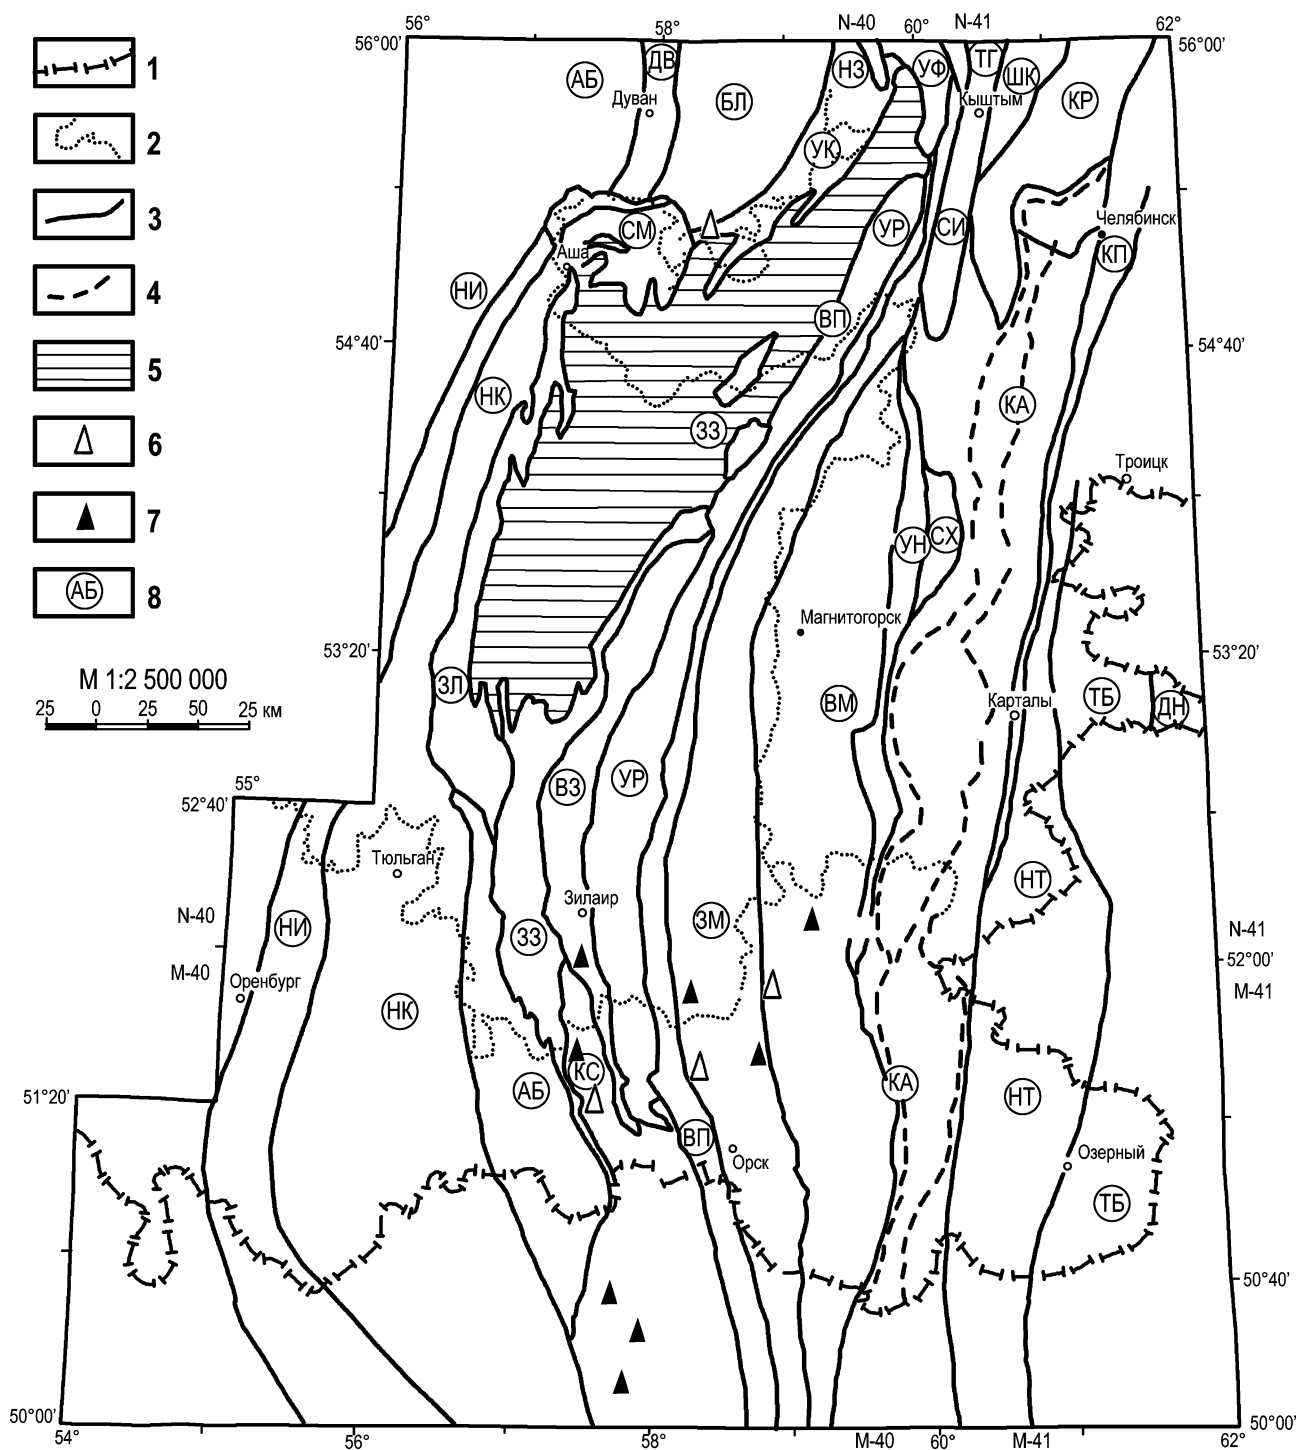 56°
58°
N-40
60°
N-41
62°
56°00'
56°00'
1
2
3
4
5
6
7
АБ
8
М 1:2 500 000
25 0 25 50 25 км
АБ
ДВ
БЛ
НЗ
УФ
ТГ
ШК
КР
Дуван
Кыштым
УК
СМ
УР
СИ
Челябинск
КП
Аша
НИ
ВП
54°40'
54°40'
НК
КА
ЗЗ
Троицк
УН
СХ
Магнитогорск
53°20'
53°20'
ЗЛ
ВМ
Карталы
ТБ
ДН
ВЗ
УР
55°
52°40'
Тюльган
НТ
Зилаир
N-40
НИ
ЗЗ
ЗМ
N-41
52°00'
М-40
Оренбург
М-41
НК
КС
АБ
КА
НТ
51°20'
ВП
Орск
Озерный
ТБ
50°40'
50°00'
50°00'
54°
56°
58°
М-40
60°
М-41
62°